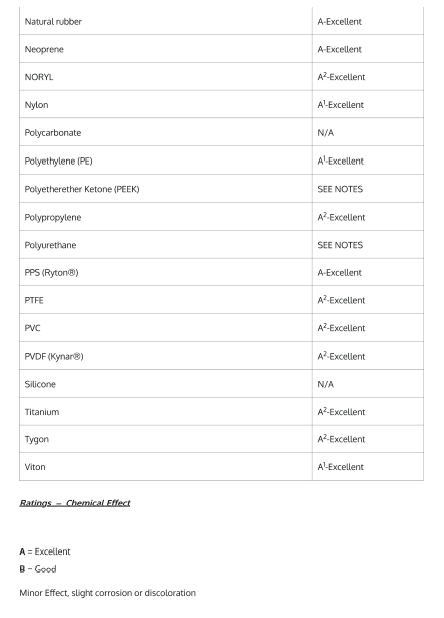 Natural rubber A-Excellent
Neoprene A-Excellent
NORYL A²-Excellent
Nylon A¹-Excellent
Polycarbonate N/A
Polyethylene (PE) A¹-Excellent
Polyetherether Ketone (PEEK) SEE NOTES
Polypropylene A²-Excellent
Polyurethane SEE NOTES
PPS (Ryton®) A-Excellent
PTFE A²-Excellent
PVC A²-Excellent
PVDF (Kynar®) A²-Excellent
Silicone N/A
Titanium A²-Excellent
Tygon A²-Excellent
Viton A¹-Excellent
Ratings – Chemical Effect
A = Excellent
B – Good
Minor Effect, slight corrosion or discoloration